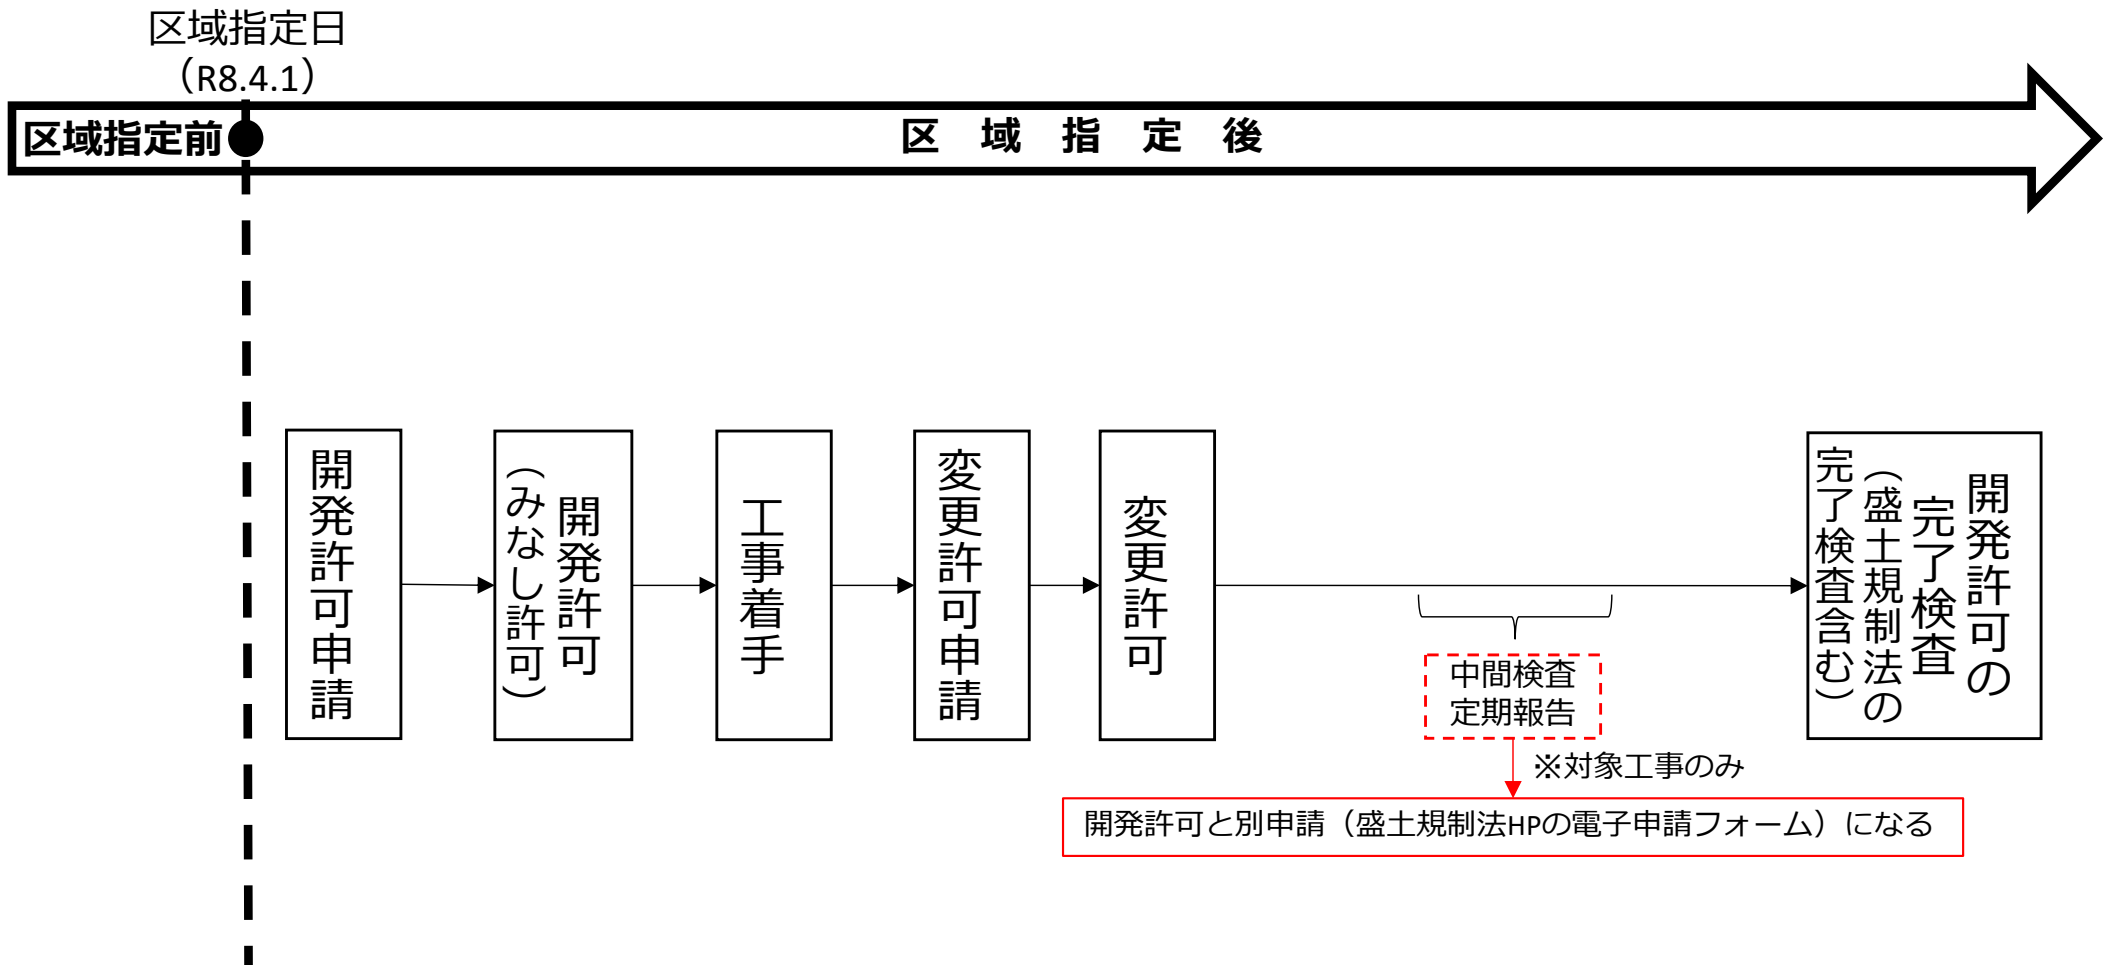 区域指定日
（R8.4.1）
区域指定前
区　域　指　定　後
開発許可申請
開発許可
（みなし許可）
工事着手
変更許可申請
変更許可
中間検査
定期報告
※対象工事のみ
開発許可と別申請（盛土規制法HPの電子申請フォーム）になる
開発許可の
完了検査
（盛土規制法の
完了検査含む）